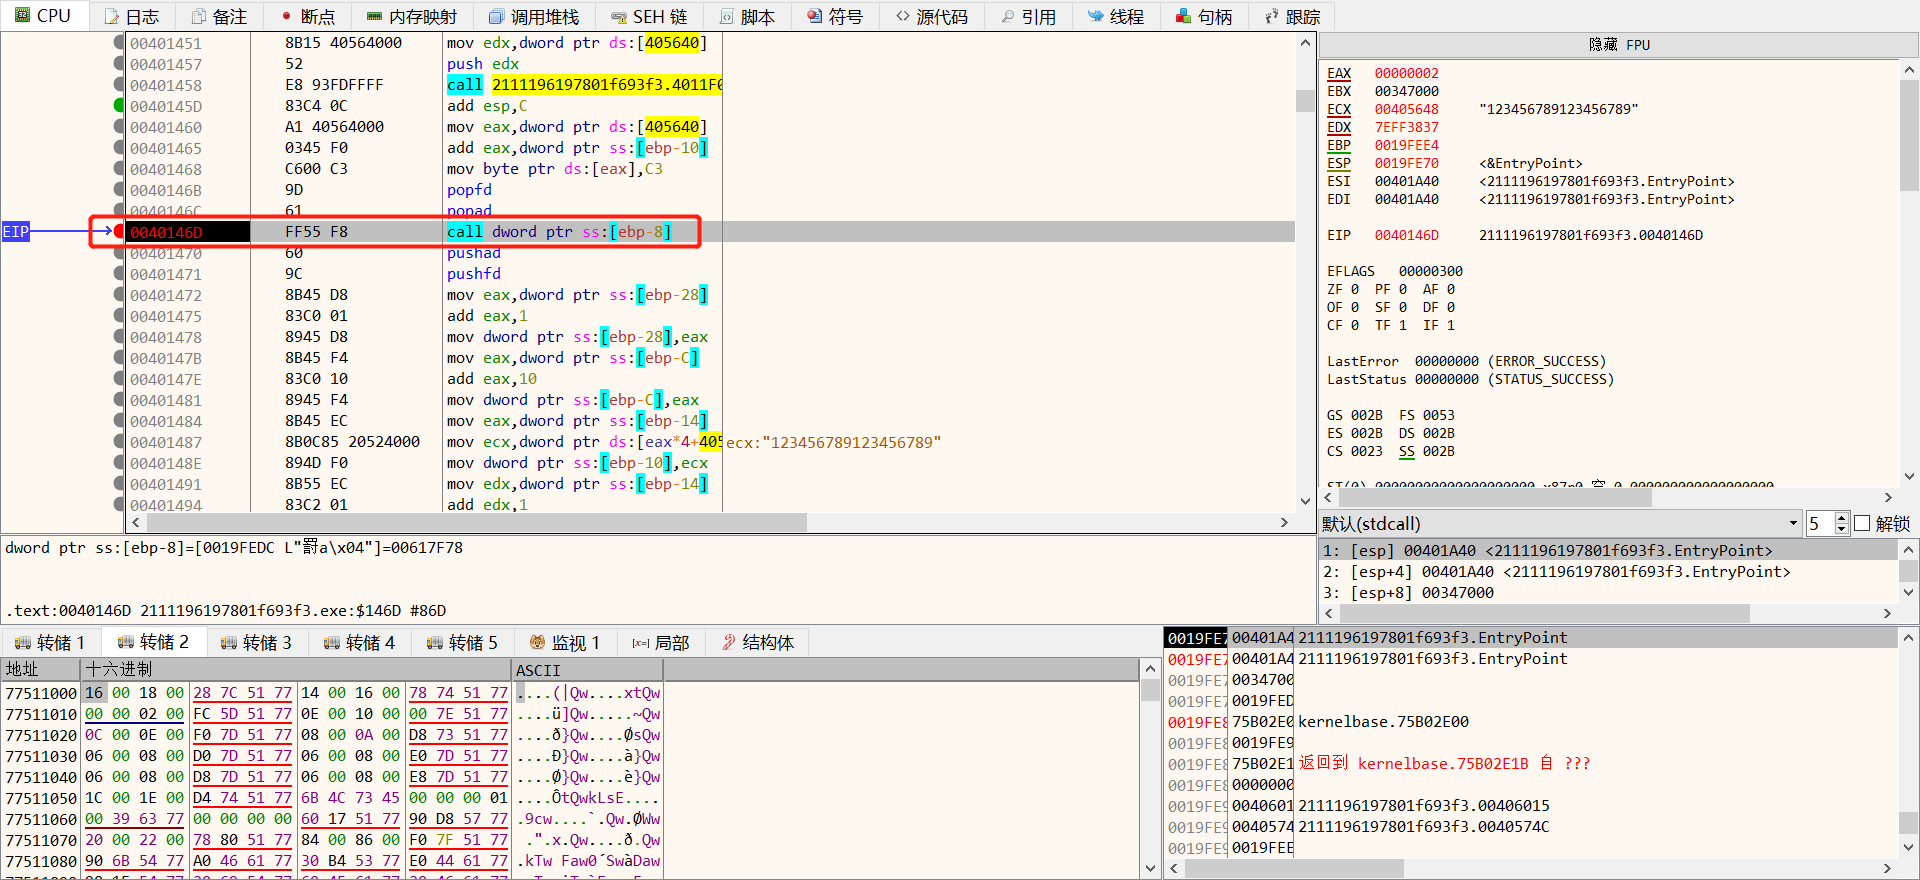 CPU 日志 备注 断点 内存映射 调用堆栈 SEH 链 脚本 符号 源代码 引用 线程 句柄 跟踪
00401451 8B15 40564000 mov edx,dword ptr ds:[405640]
00401457 52 push edx
00401458 E8 93FDFFFF call 2111196197801f693f3.4011F0
0040145D 83C4 0C add esp,C
00401460 A1 40564000 mov eax,dword ptr ds:[405640]
00401465 0345 F0 add eax,dword ptr ss:[ebp-10]
00401468 C600 C3 mov byte ptr ds:[eax],C3
0040146B 9D popfd
0040146C 61 popad
EIP 0040146D FF55 F8 call dword ptr ss:[ebp-8]
00401470 60 pushad
00401471 9C pushfd
00401472 8B45 D8 mov eax,dword ptr ss:[ebp-28]
00401475 83C0 01 add eax,1
00401478 8945 D8 mov dword ptr ss:[ebp-28],eax
0040147B 8B45 F4 mov eax,dword ptr ss:[ebp-C]
0040147E 83C0 10 add eax,10
00401481 8945 F4 mov dword ptr ss:[ebp-C],eax
00401484 8B45 EC mov eax,dword ptr ss:[ebp-14]
00401487 8B0C85 20524000 mov ecx,dword ptr ds:[eax*4+405 ecx:"123456789123456789"
0040148E 894D F0 mov dword ptr ss:[ebp-10],ecx
00401491 8B55 EC mov edx,dword ptr ss:[ebp-14]
00401494 83C2 01 add edx,1
隐藏 FPU
EAX 00000002
EBX 00347000
ECX 00405648 "123456789123456789"
EDX 7EFF3837
EBP 0019FEE4
ESP 0019FE70 <&EntryPoint>
ESI 00401A40 <2111196197801f693f3.EntryPoint>
EDI 00401A40 <2111196197801f693f3.EntryPoint>
EIP 0040146D 2111196197801f693f3.0040146D
EFLAGS 00000300
ZF 0 PF 0 AF 0
OF 0 SF 0 DF 0
CF 0 TF 1 IF 1
LastError 00000000 (ERROR_SUCCESS)
LastStatus 00000000 (STATUS_SUCCESS)
GS 002B FS 0053
ES 002B DS 002B
CS 0023 SS 002B
ST(0) 00000000000000000000 x87r0 空 0.000000000000000000
默认(stdcall) 5 解锁
1: [esp] 00401A40 <2111196197801f693f3.EntryPoint>
2: [esp+4] 00401A40 <2111196197801f693f3.EntryPoint>
3: [esp+8] 00347000
dword ptr ss:[ebp-8]=[0019FEDC L"罸a\x04"]=00617F78
.text:0040146D 2111196197801f693f3.exe:$146D #86D
转储 1 转储 2 转储 3 转储 4 转储 5 监视 1 [x=] 局部 结构体
地址 十六进制 ASCII
77511000 16 00 18 00 28 7C 51 77 14 00 16 00 78 74 51 77 ....(|Qw....xtQw
77511010 00 00 02 00 FC 5D 51 77 0E 00 10 00 00 7E 51 77 ....ü]Qw.....~Qw
77511020 0C 00 0E 00 F0 7D 51 77 08 00 0A 00 D8 73 51 77 ....ð}Qw....ØsQw
77511030 06 00 08 00 D0 7D 51 77 06 00 08 00 E0 7D 51 77 ....Ð}Qw....à}Qw
77511040 06 00 08 00 D8 7D 51 77 06 00 08 00 E8 7D 51 77 ....Ø}Qw....è}Qw
77511050 1C 00 1E 00 D4 74 51 77 6B 4C 73 45 00 00 00 01 ....ÔtQwkLsE....
77511060 00 39 63 77 00 00 00 00 60 17 51 77 90 D8 57 77 .9cw....`.Qw.ØWw
77511070 20 00 22 00 78 80 51 77 84 00 86 00 F0 7F 51 77 .".x.Qw....ð.Qw
77511080 90 6B 54 77 A0 46 61 77 30 B4 53 77 E0 44 61 77 .kTw Faw0´SwàDaw
0019FE7 00401A4 2111196197801f693f3.EntryPoint
0019FE7 00401A4 2111196197801f693f3.EntryPoint
0019FE7 0034700
0019FE7 0019FED
0019FE8 75B02E0 kernelbase.75B02E00
0019FE8 0019FE9
0019FE8 75B02E1 返回到 kernelbase.75B02E1B 自 ???
0019FE8 0000000
0019FE9 0040601 2111196197801f693f3.00406015
0019FE9 0040574 2111196197801f693f3.0040574C
0019FE9 0019FEE